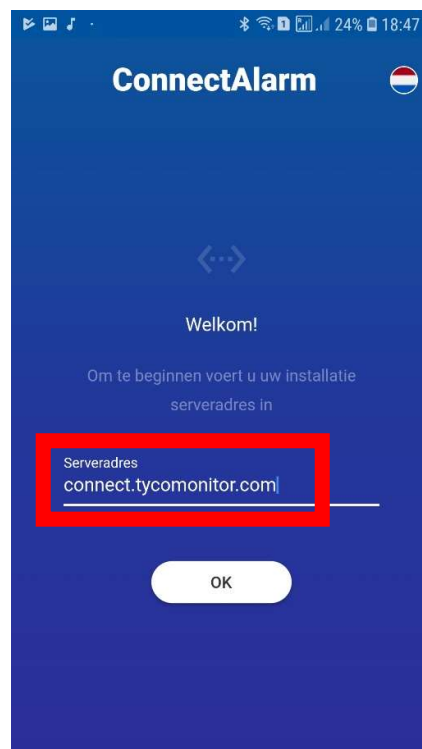 24% 18:47
ConnectAlarm
Welkom!
Om te beginnen voert u uw installatie
serveradres in
Serveradres
connect.tycomonitor.com
OK